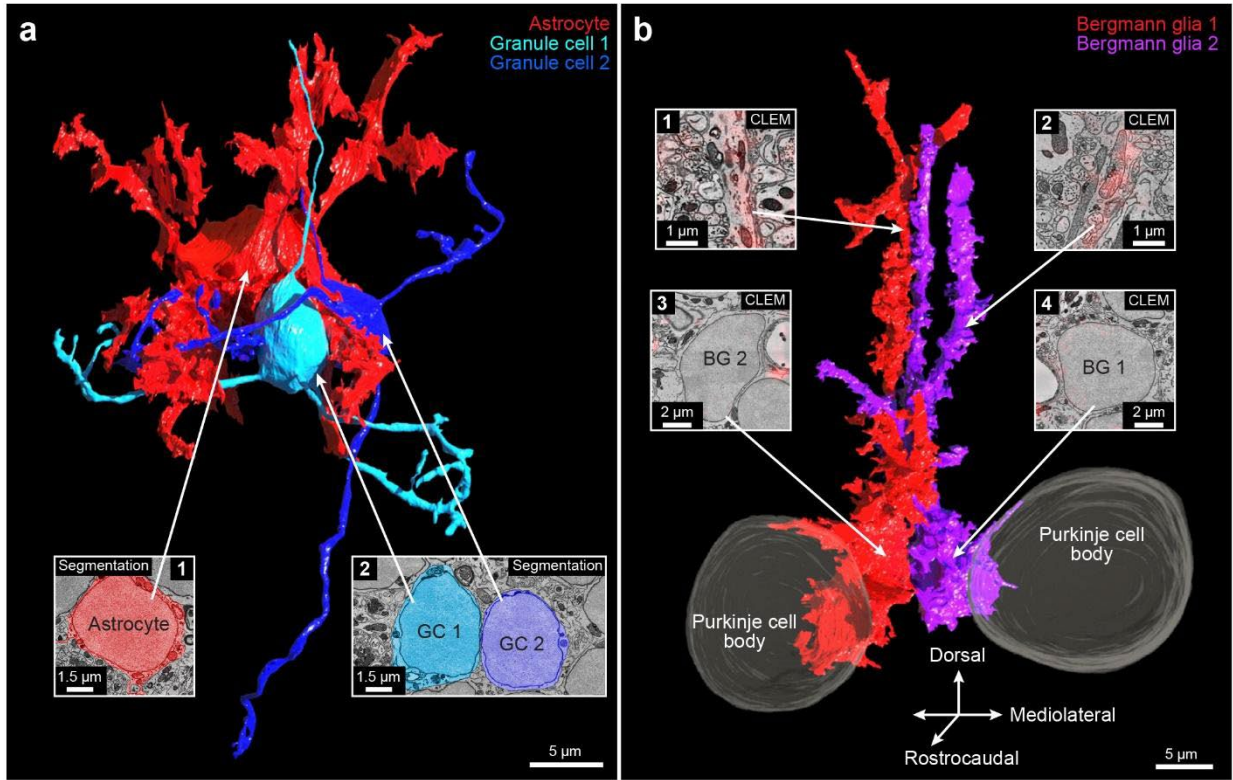 a
Astrocyte
Granule cell 1
Granule cell 2
Segmentation
1
Astrocyte
1.5 µm
2
Segmentation
GC 1
GC 2
1.5 µm
5 µm
b
Bergmann glia 1
Bergmann glia 2
1
CLEM
1 µm
2
CLEM
1 µm
3
CLEM
BG 2
2 µm
4
CLEM
BG 1
2 µm
Purkinje cell
body
Purkinje cell
body
Dorsal
Mediolateral
Rostrocaudal
5 µm